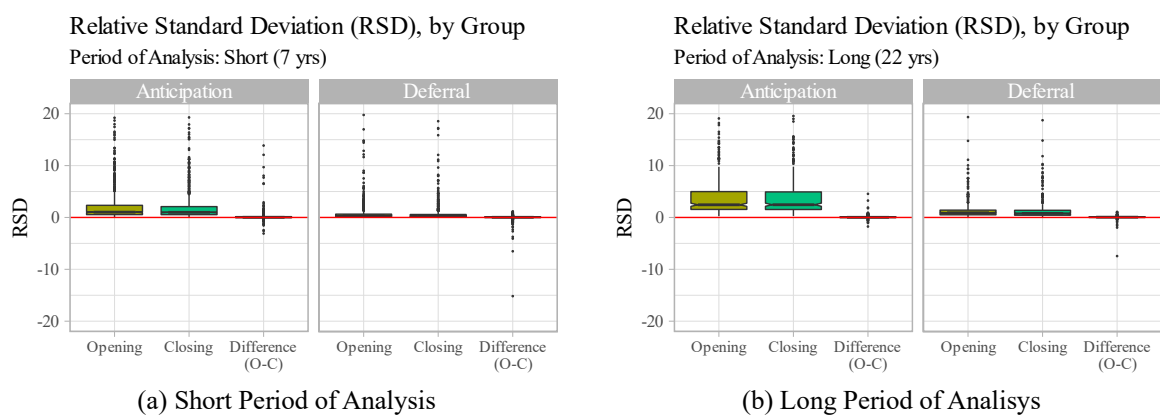 Relative Standard Deviation (RSD), by Group
Period of Analysis: Short (7 yrs)
Anticipation
Deferral
RSD
20
10
0
-10
-20
Opening
Closing
Difference
(O-C)
Opening
Closing
Difference
(O-C)
(a) Short Period of Analysis
Relative Standard Deviation (RSD), by Group
Period of Analysis: Long (22 yrs)
Anticipation
Deferral
RSD
20
10
0
-10
-20
Opening
Closing
Difference
(O-C)
Opening
Closing
Difference
(O-C)
(b) Long Period of Analisys